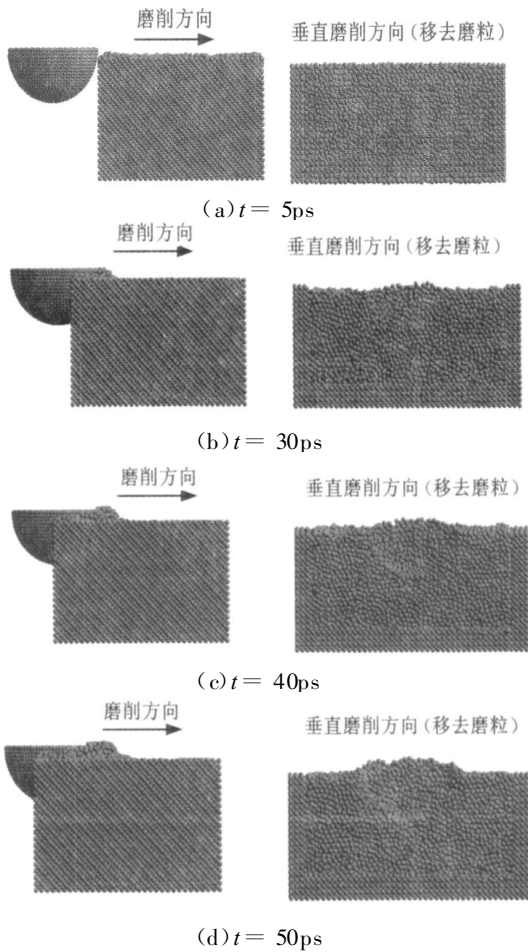 磨削方向
垂直磨削方向(移去磨粒)
(a) t = 5ps
磨削方向
垂直磨削方向(移去磨粒)
(b) t = 30ps
磨削方向
垂直磨削方向(移去磨粒)
(c) t = 40ps
磨削方向
垂直磨削方向(移去磨粒)
(d) t = 50ps